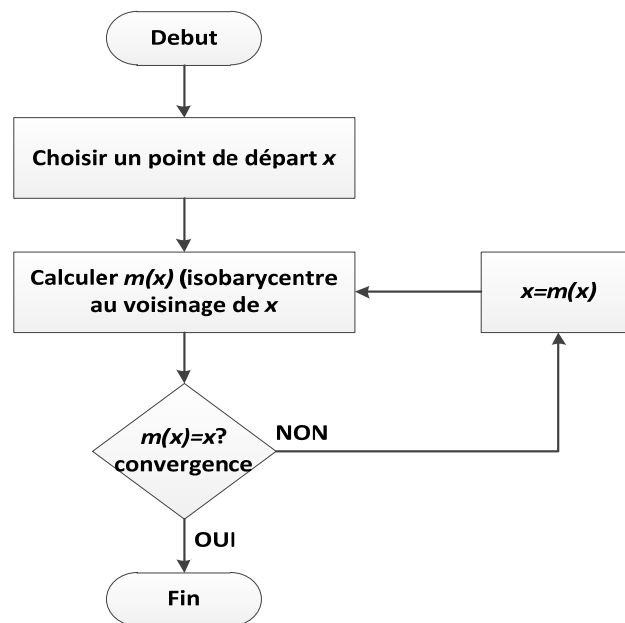 Debut
Choisir un point de départ x
Calculer m(x) (isobarycentre
au voisinage de x
x=m(x)
m(x)=x?
convergence
NON
OUI
Fin